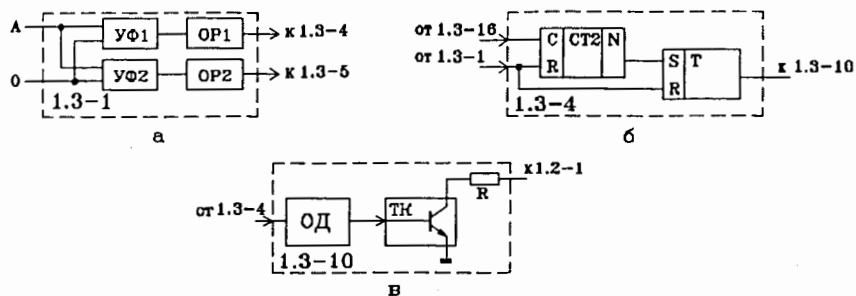 А УФ1 ОР1 к 1.3-4
0 УФ2 ОР2 к 1.3-5
1.3-1
а
от 1.3-16 С СТ2 N
от 1.3-1 R S Т к 1.3-10
R
1.3-4
б
от 1.3-4 ОД ТК R к1.2-1
1.3-10
в